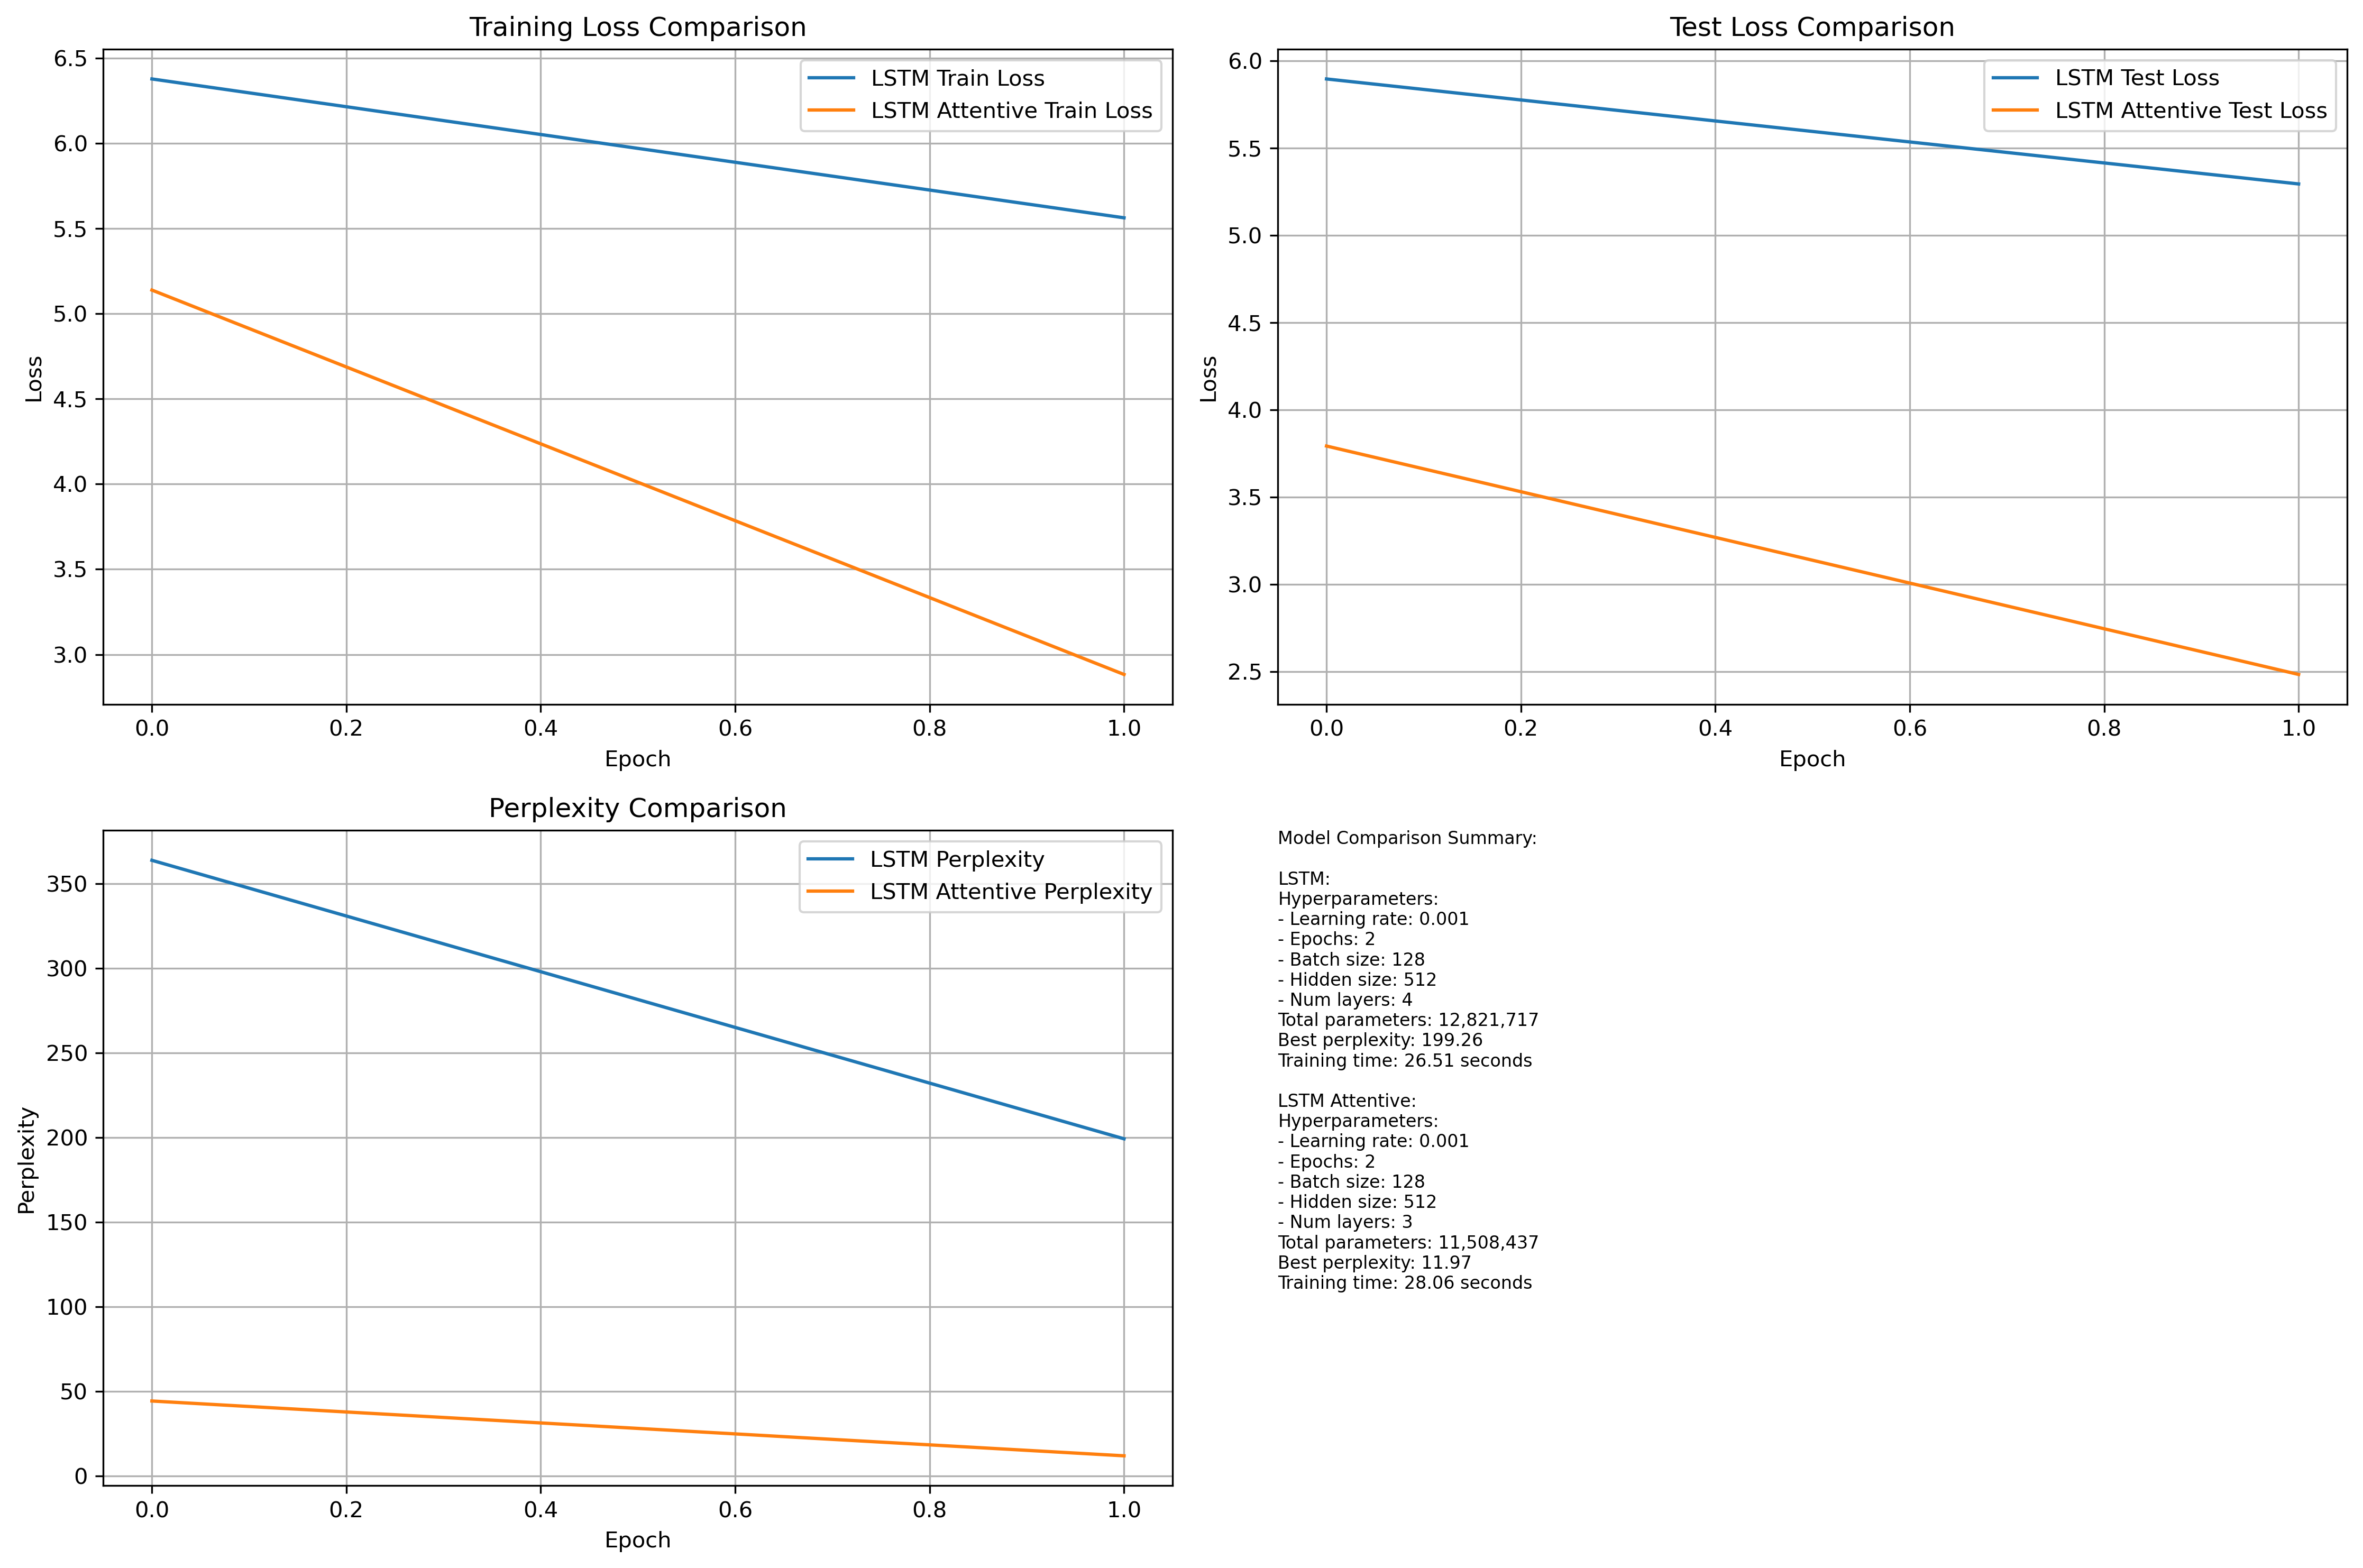 Training Loss Comparison
6.5
6.0
5.5
5.0
4.5
4.0
3.5
3.0
Loss
LSTM Train Loss
LSTM Attentive Train Loss
0.0 0.2 0.4 0.6 0.8 1.0
Epoch
Test Loss Comparison
6.0
5.5
5.0
4.5
4.0
3.5
3.0
2.5
Loss
LSTM Test Loss
LSTM Attentive Test Loss
0.0 0.2 0.4 0.6 0.8 1.0
Epoch
Perplexity Comparison
350
300
250
200
150
100
50
0
Perplexity
LSTM Perplexity
LSTM Attentive Perplexity
0.0 0.2 0.4 0.6 0.8 1.0
Epoch
Model Comparison Summary:
LSTM:
Hyperparameters:
- Learning rate: 0.001
- Epochs: 2
- Batch size: 128
- Hidden size: 512
- Num layers: 4
Total parameters: 12,821,717
Best perplexity: 199.26
Training time: 26.51 seconds
LSTM Attentive:
Hyperparameters:
- Learning rate: 0.001
- Epochs: 2
- Batch size: 128
- Hidden size: 512
- Num layers: 3
Total parameters: 11,508,437
Best perplexity: 11.97
Training time: 28.06 seconds